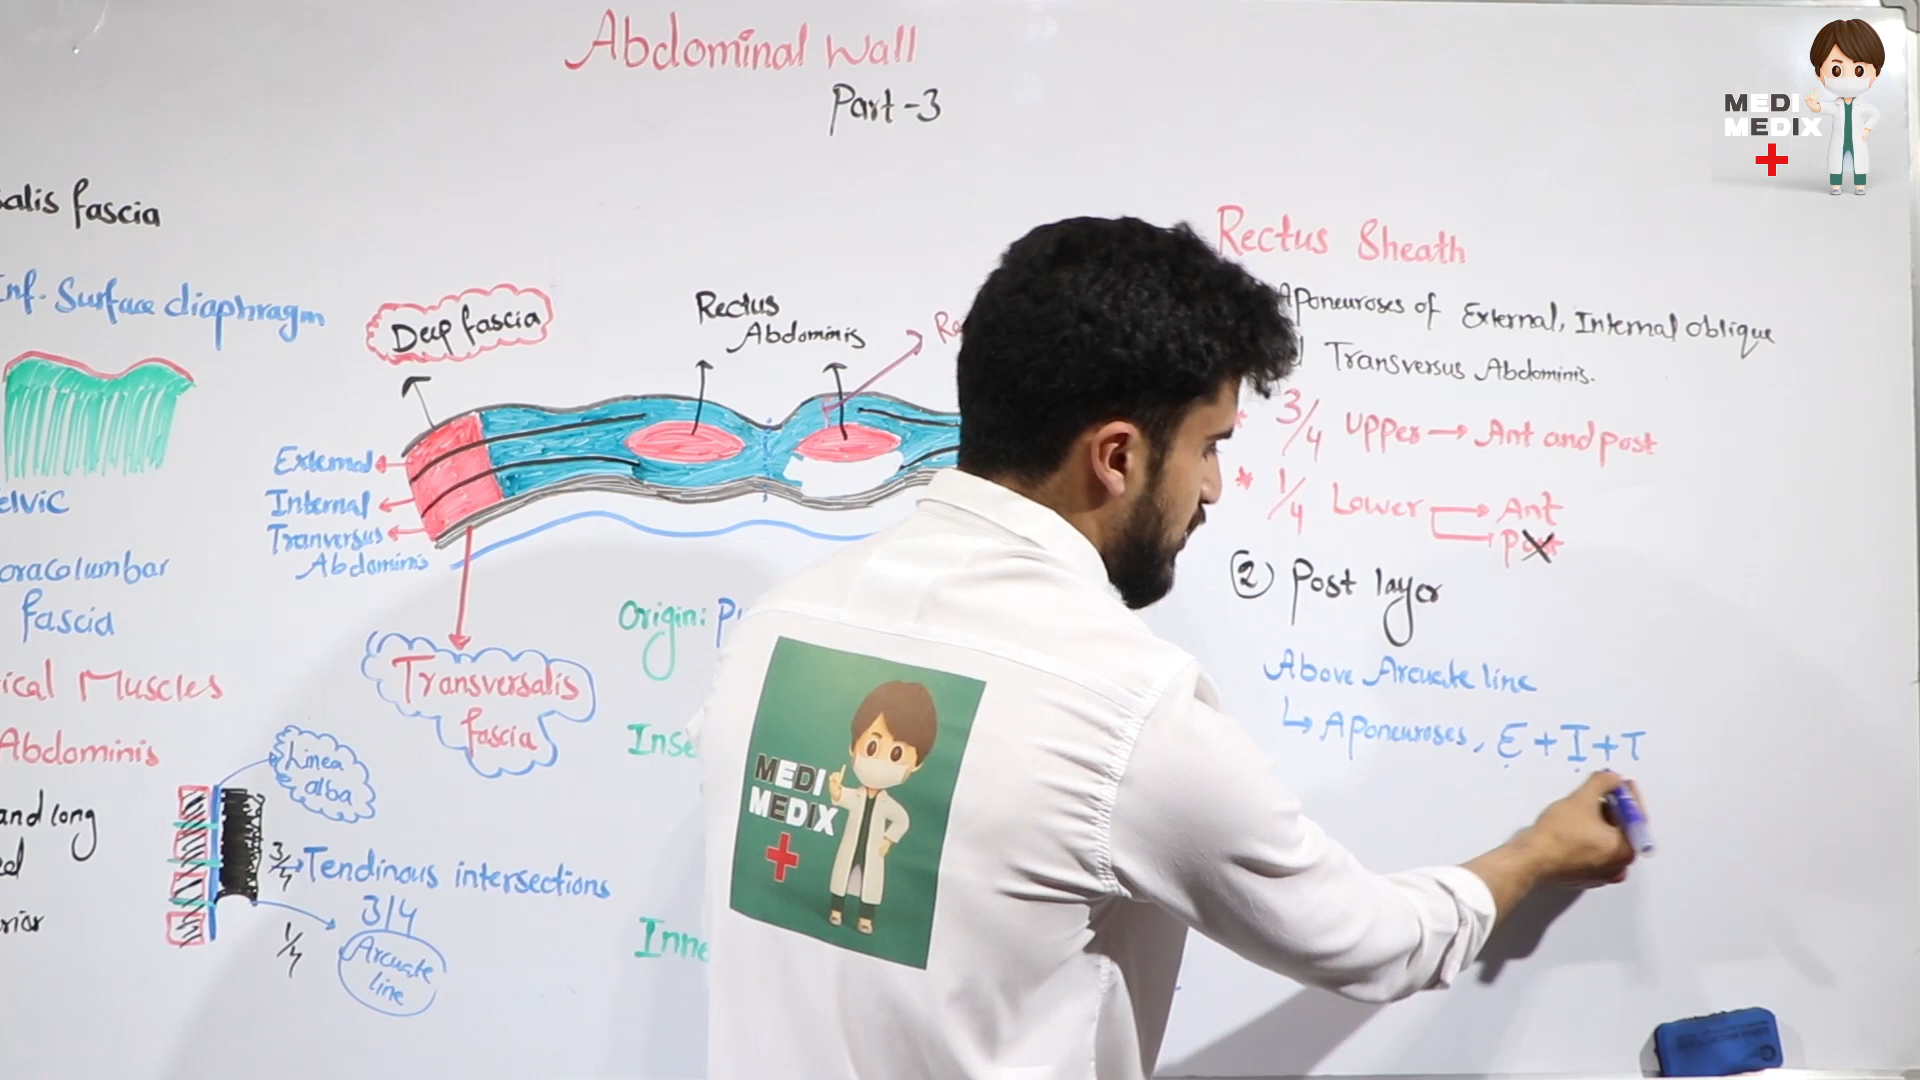 Abdominal Wall
Part-3
MEDI
MEDIX
salis fascia
Inf. Surface diaphragm
elvic
oracolumbar
fascia
ical Muscles
Abdominis
and long
rior
Linea
alba
3/4
Tendinous intersections
1/4
3/4
Arcuate
line
Deep fascia
Rectus
Abdominis
Re
External
Internal
Tranversus
Abdominis
Transversalis
fascia
Origin: P
Inse
Inne
MEDI
MEDIX
Rectus Sheath
Aponeuroses of External, Internal oblique
Transversus Abdominis.
* 3/4 Upper → Ant and post
* 1/4 Lower → Ant
Post
(2) Post layer
Above Arcuate line
↳ Aponeuroses, E+I+T